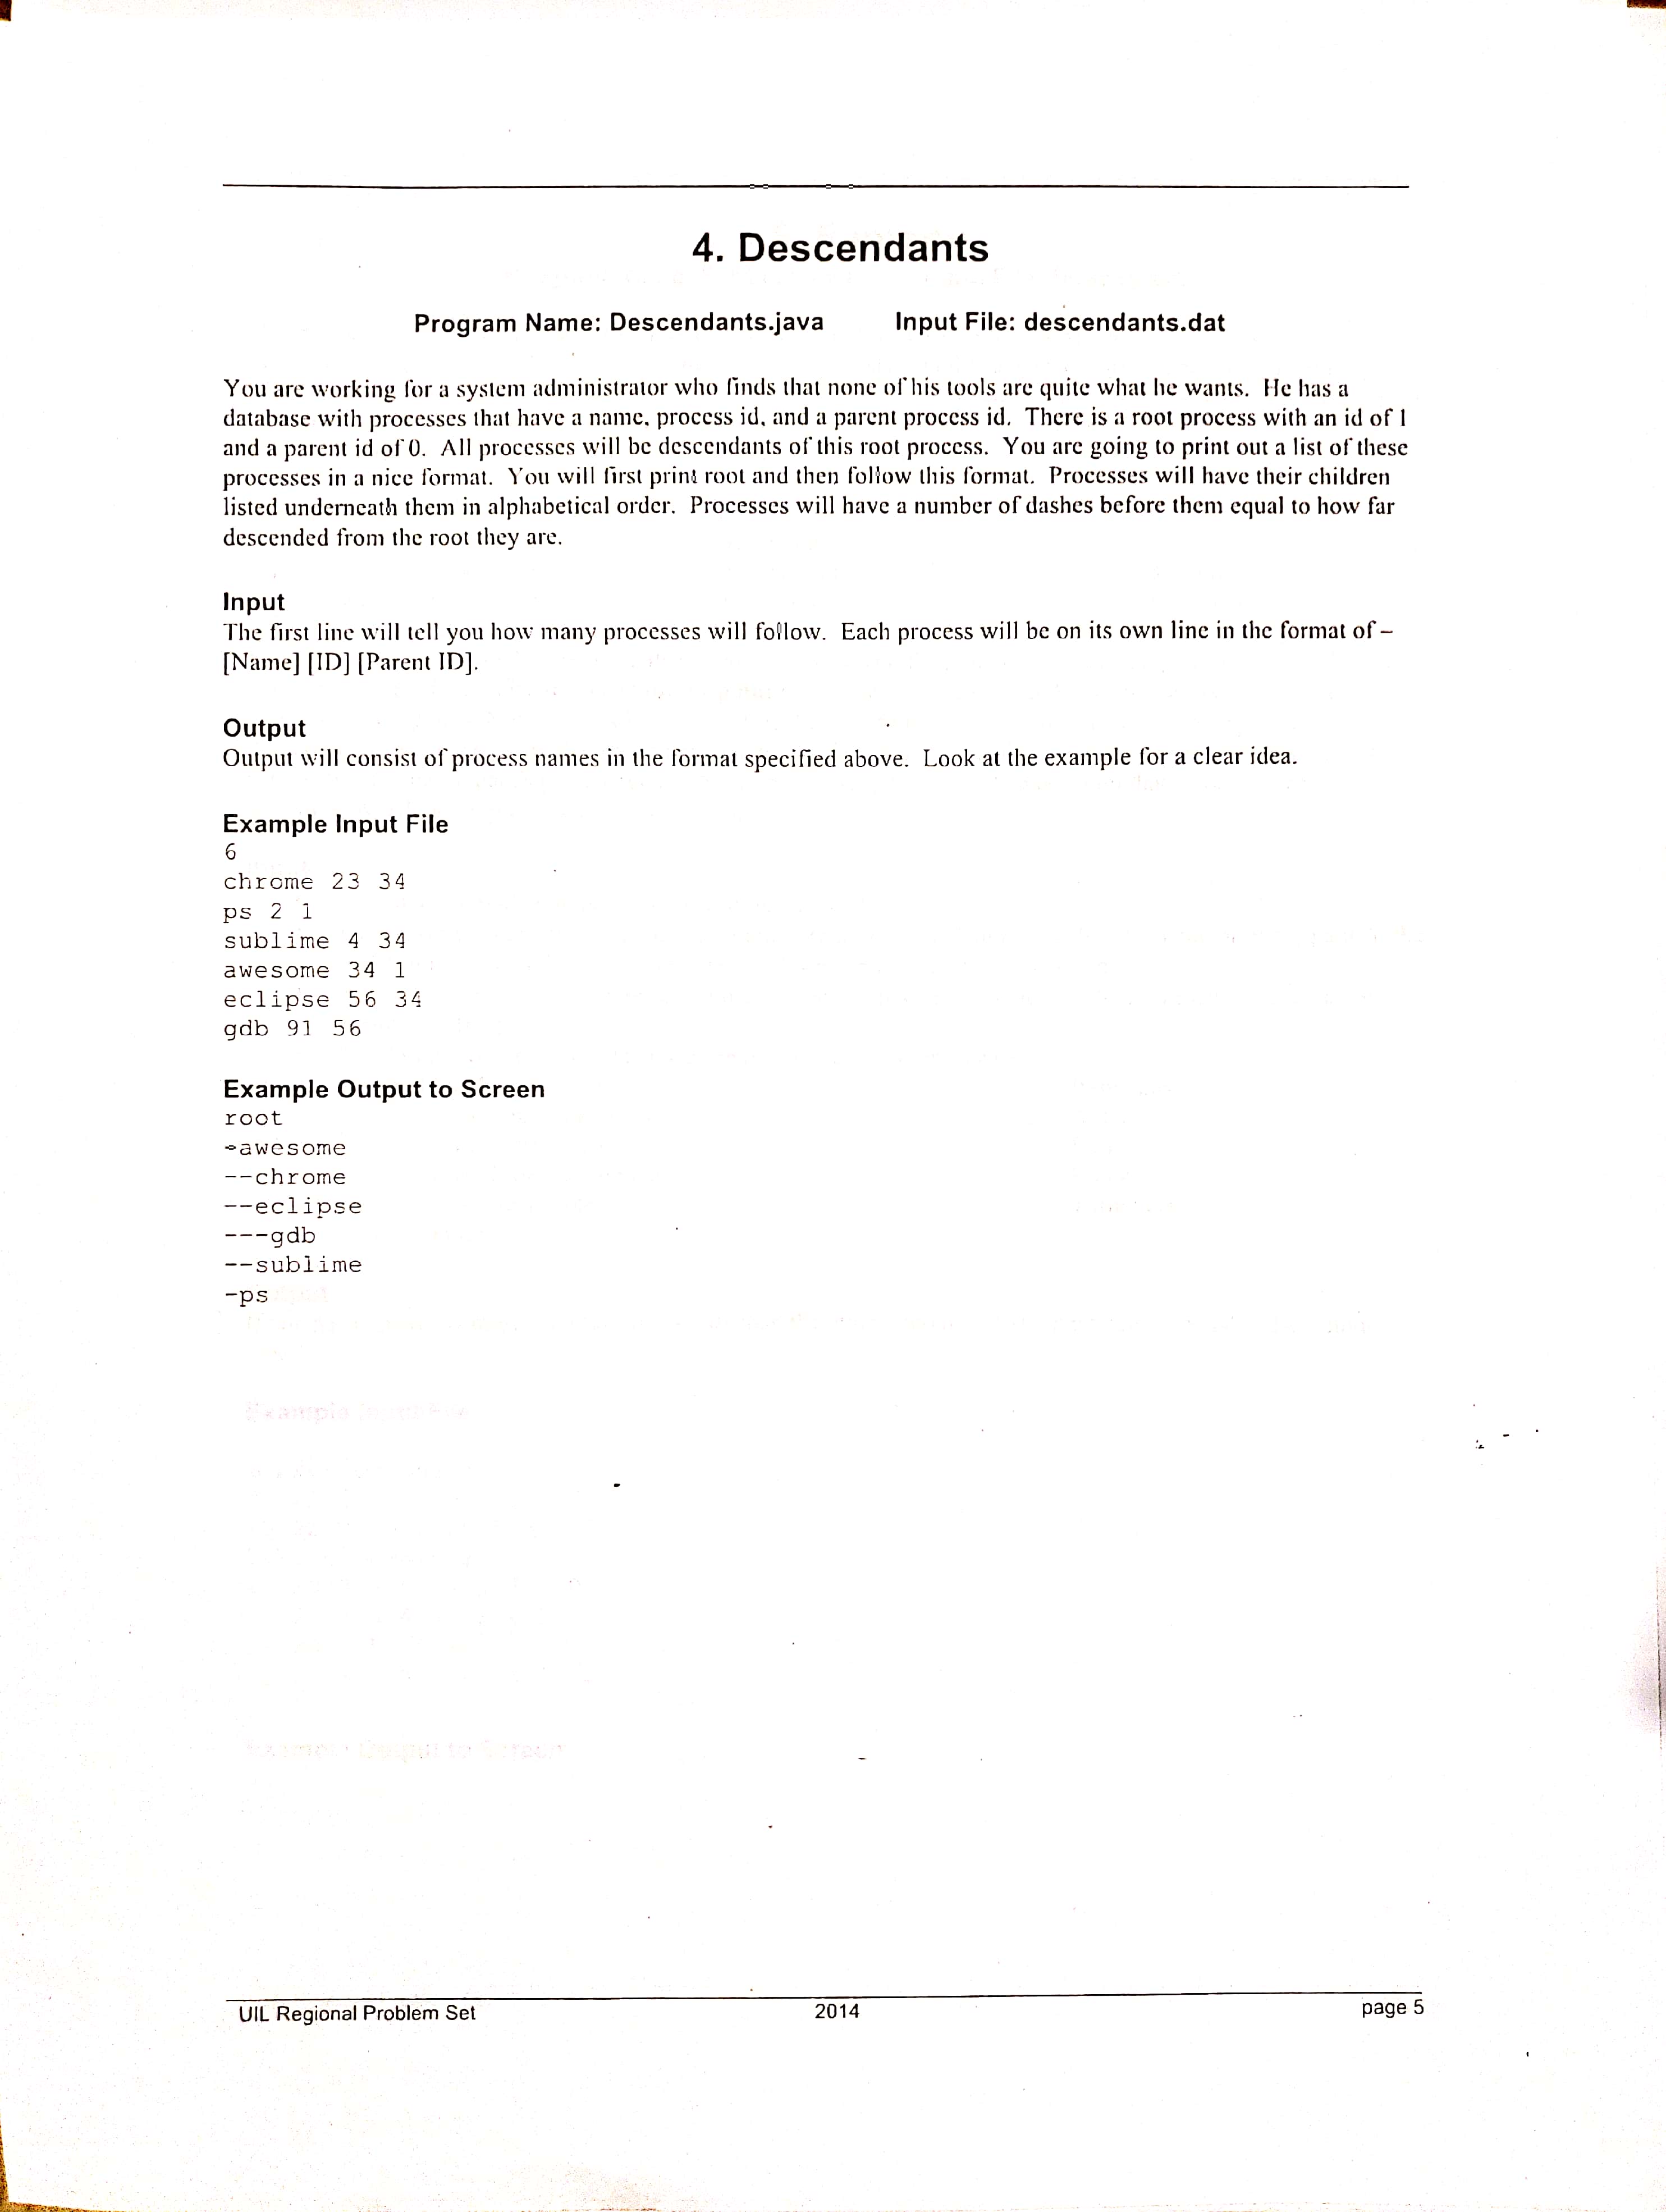 4. Descendants
Program Name: Descendants.java Input File: descendants.dat
You are working for a system administrator who finds that none of his tools are quite what he wants. He has a
database with processes that have a name, process id, and a parent process id. There is a root process with an id of 1
and a parent id of 0. All processes will be descendants of this root process. You are going to print out a list of these
processes in a nice format. You will first print root and then follow this format. Processes will have their children
listed underneath them in alphabetical order. Processes will have a number of dashes before them equal to how far
descended from the root they are.
Input
The first line will tell you how many processes will follow. Each process will be on its own line in the format of –
[Name] [ID] [Parent ID].
Output
Output will consist of process names in the format specified above. Look at the example for a clear idea.
Example Input File
6
chrome 23 34
ps 2 1
sublime 4 34
awesome 34 1
eclipse 56 34
gdb 91 56
Example Output to Screen
root
-awesome
--chrome
--eclipse
---gdb
--sublime
-ps
UIL Regional Problem Set 2014 page 5